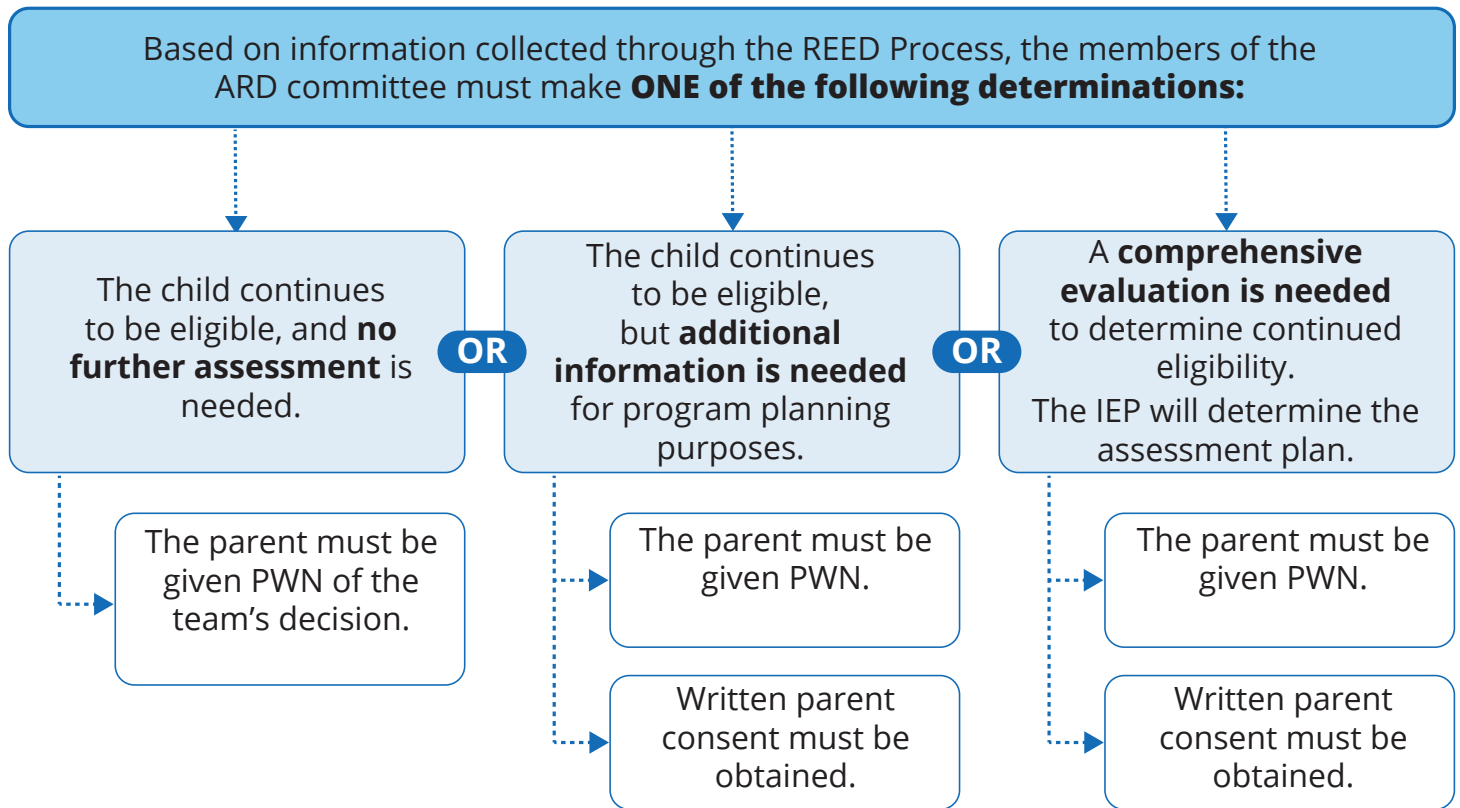 Based on information collected through the REED Process, the members of the
ARD committee must make ONE of the following determinations:
The child continues
to be eligible, and no
further assessment is
needed.
OR
The child continues
to be eligible,
but additional
information is needed
for program planning
purposes.
OR
A comprehensive
evaluation is needed
to determine continued
eligibility.
The IEP will determine the
assessment plan.
The parent must be
given PWN of the
team’s decision.
The parent must be
given PWN.
Written parent
consent must be
obtained.
The parent must be
given PWN.
Written parent
consent must be
obtained.